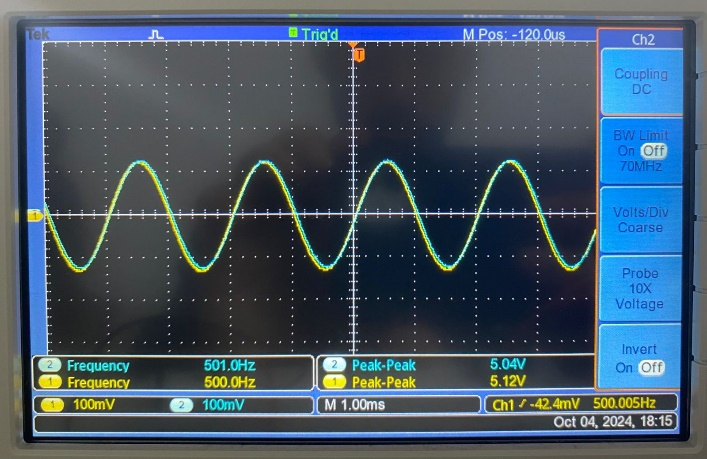 Tek Trig'd M Pos: -120.0us Ch2
T
Coupling
DC
BW Limit
On Off
70MHz
1
Volts/Div
Coarse
Probe
10X
Voltage
Invert
On Off
2 Frequency 501.0Hz 2 Peak-Peak 5.04V
1 Frequency 500.0Hz 1 Peak-Peak 5.12V
1 100mV 2 100mV M 1.00ms Ch1 -42.4mV 500.005Hz
Oct 04, 2024, 18:15